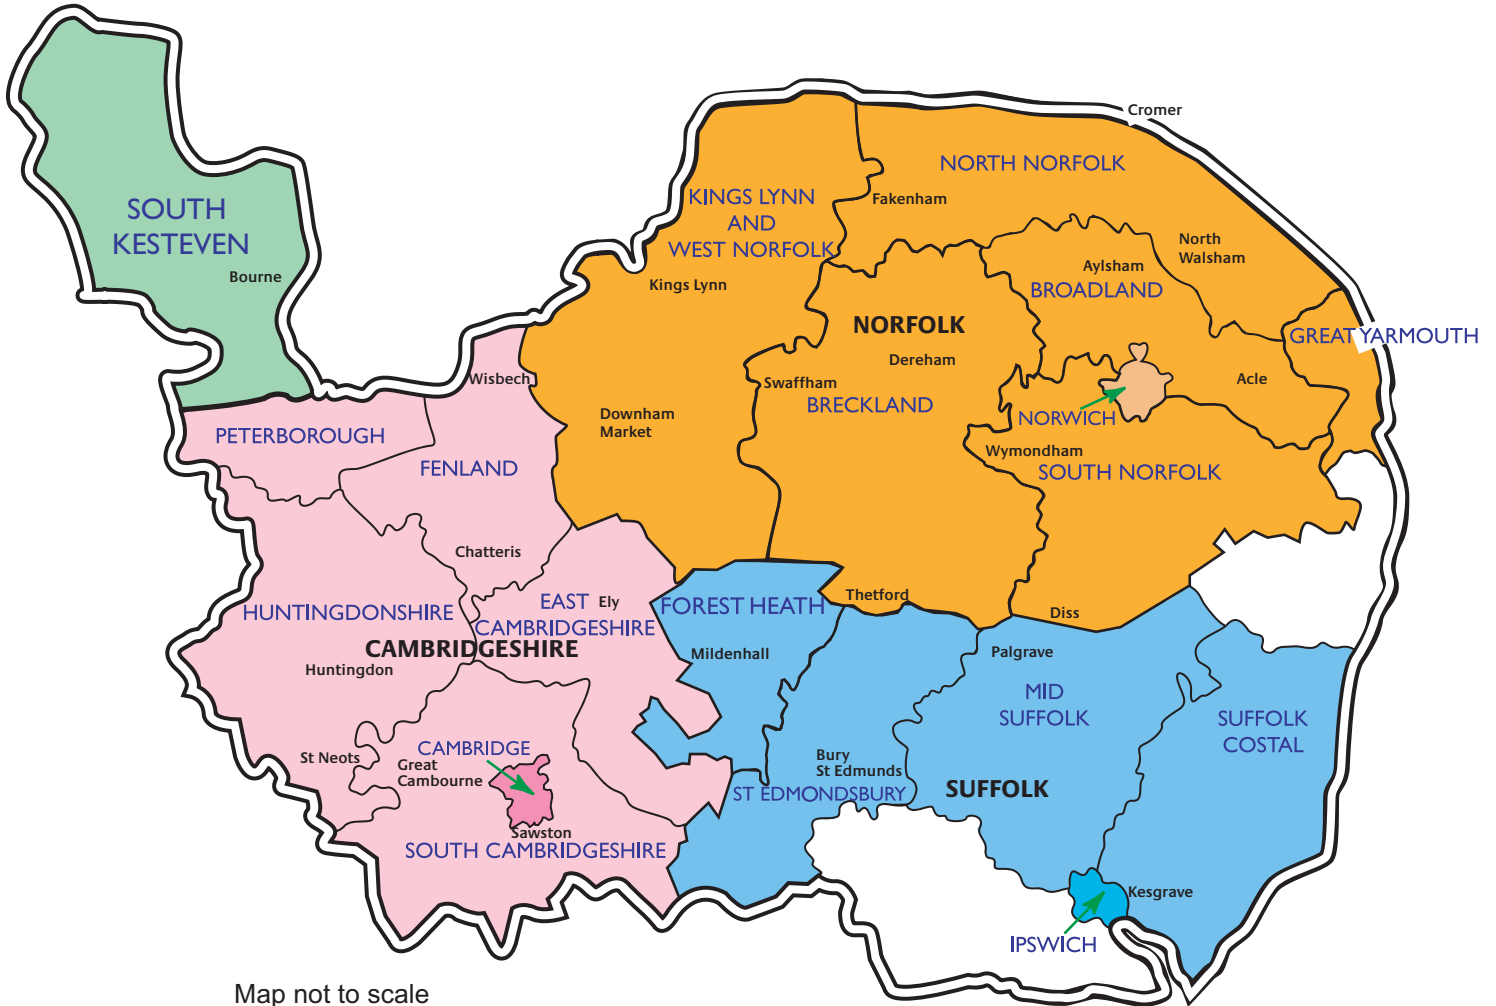 Cromer
NORTH NORFOLK
KINGS LYNN
AND
WEST NORFOLK
Fakenham
SOUTH
KESTEVEN
Bourne
North
Walsham
Aylsham
BROADLAND
Kings Lynn
NORFOLK
GREAT YARMOUTH
Dereham
Wisbech
Swaffham
BRECKLAND
Acle
Downham
Market
NORWICH
PETERBOROUGH
FENLAND
Wymondham
SOUTH NORFOLK
Chatteris
HUNTINGDONSHIRE
EAST
CAMBRIDGESHIRE
Ely
FOREST HEATH
Thetford
Diss
CAMBRIDGESHIRE
Huntingdon
Mildenhall
Palgrave
MID
SUFFOLK
SUFFOLK
COSTAL
St Neots
CAMBRIDGE
Great
Cambourne
Bury
St Edmunds
ST EDMONDSBURY
SUFFOLK
Sawston
SOUTH CAMBRIDGESHIRE
Kesgrave
IPSWICH
Map not to scale